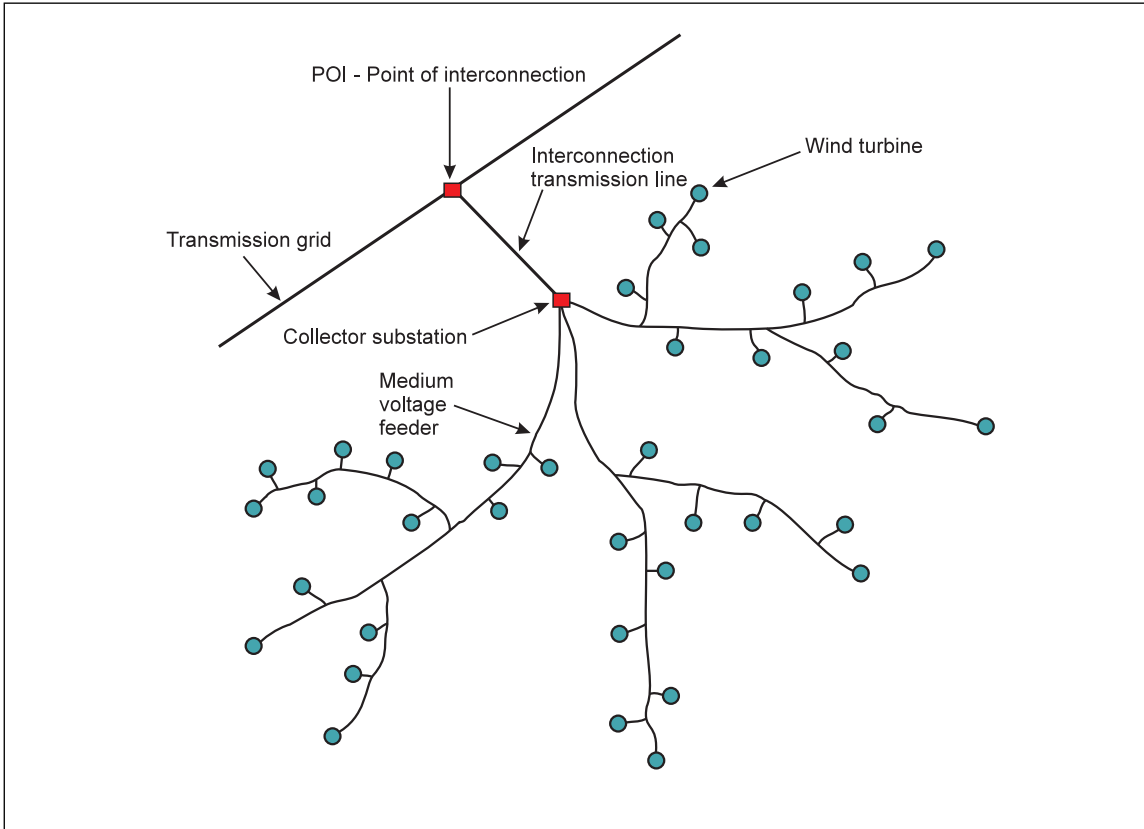 POI - Point of interconnection
Interconnection
transmission line
Wind turbine
Transmission grid
Collector substation
Medium
voltage
feeder